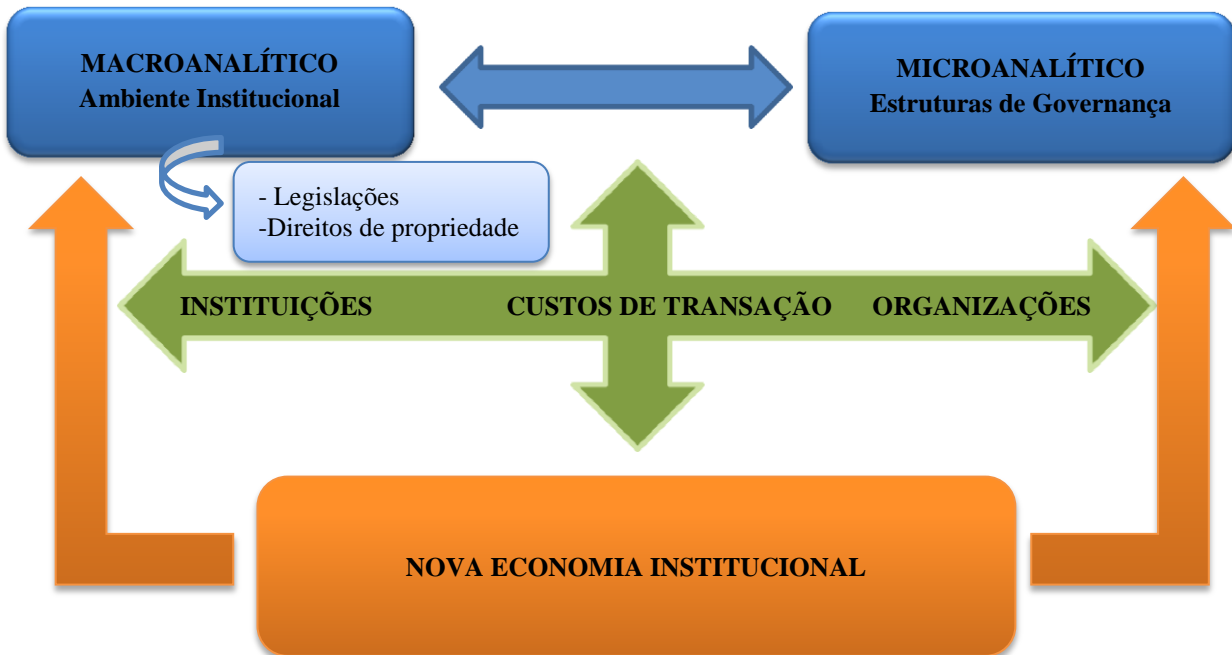 MACROANALÍTICO
Ambiente Institucional
MICROANALÍTICO
Estruturas de Governança
- Legislações
-Direitos de propriedade
INSTITUIÇÕES
CUSTOS DE TRANSAÇÃO
ORGANIZAÇÕES
NOVA ECONOMIA INSTITUCIONAL